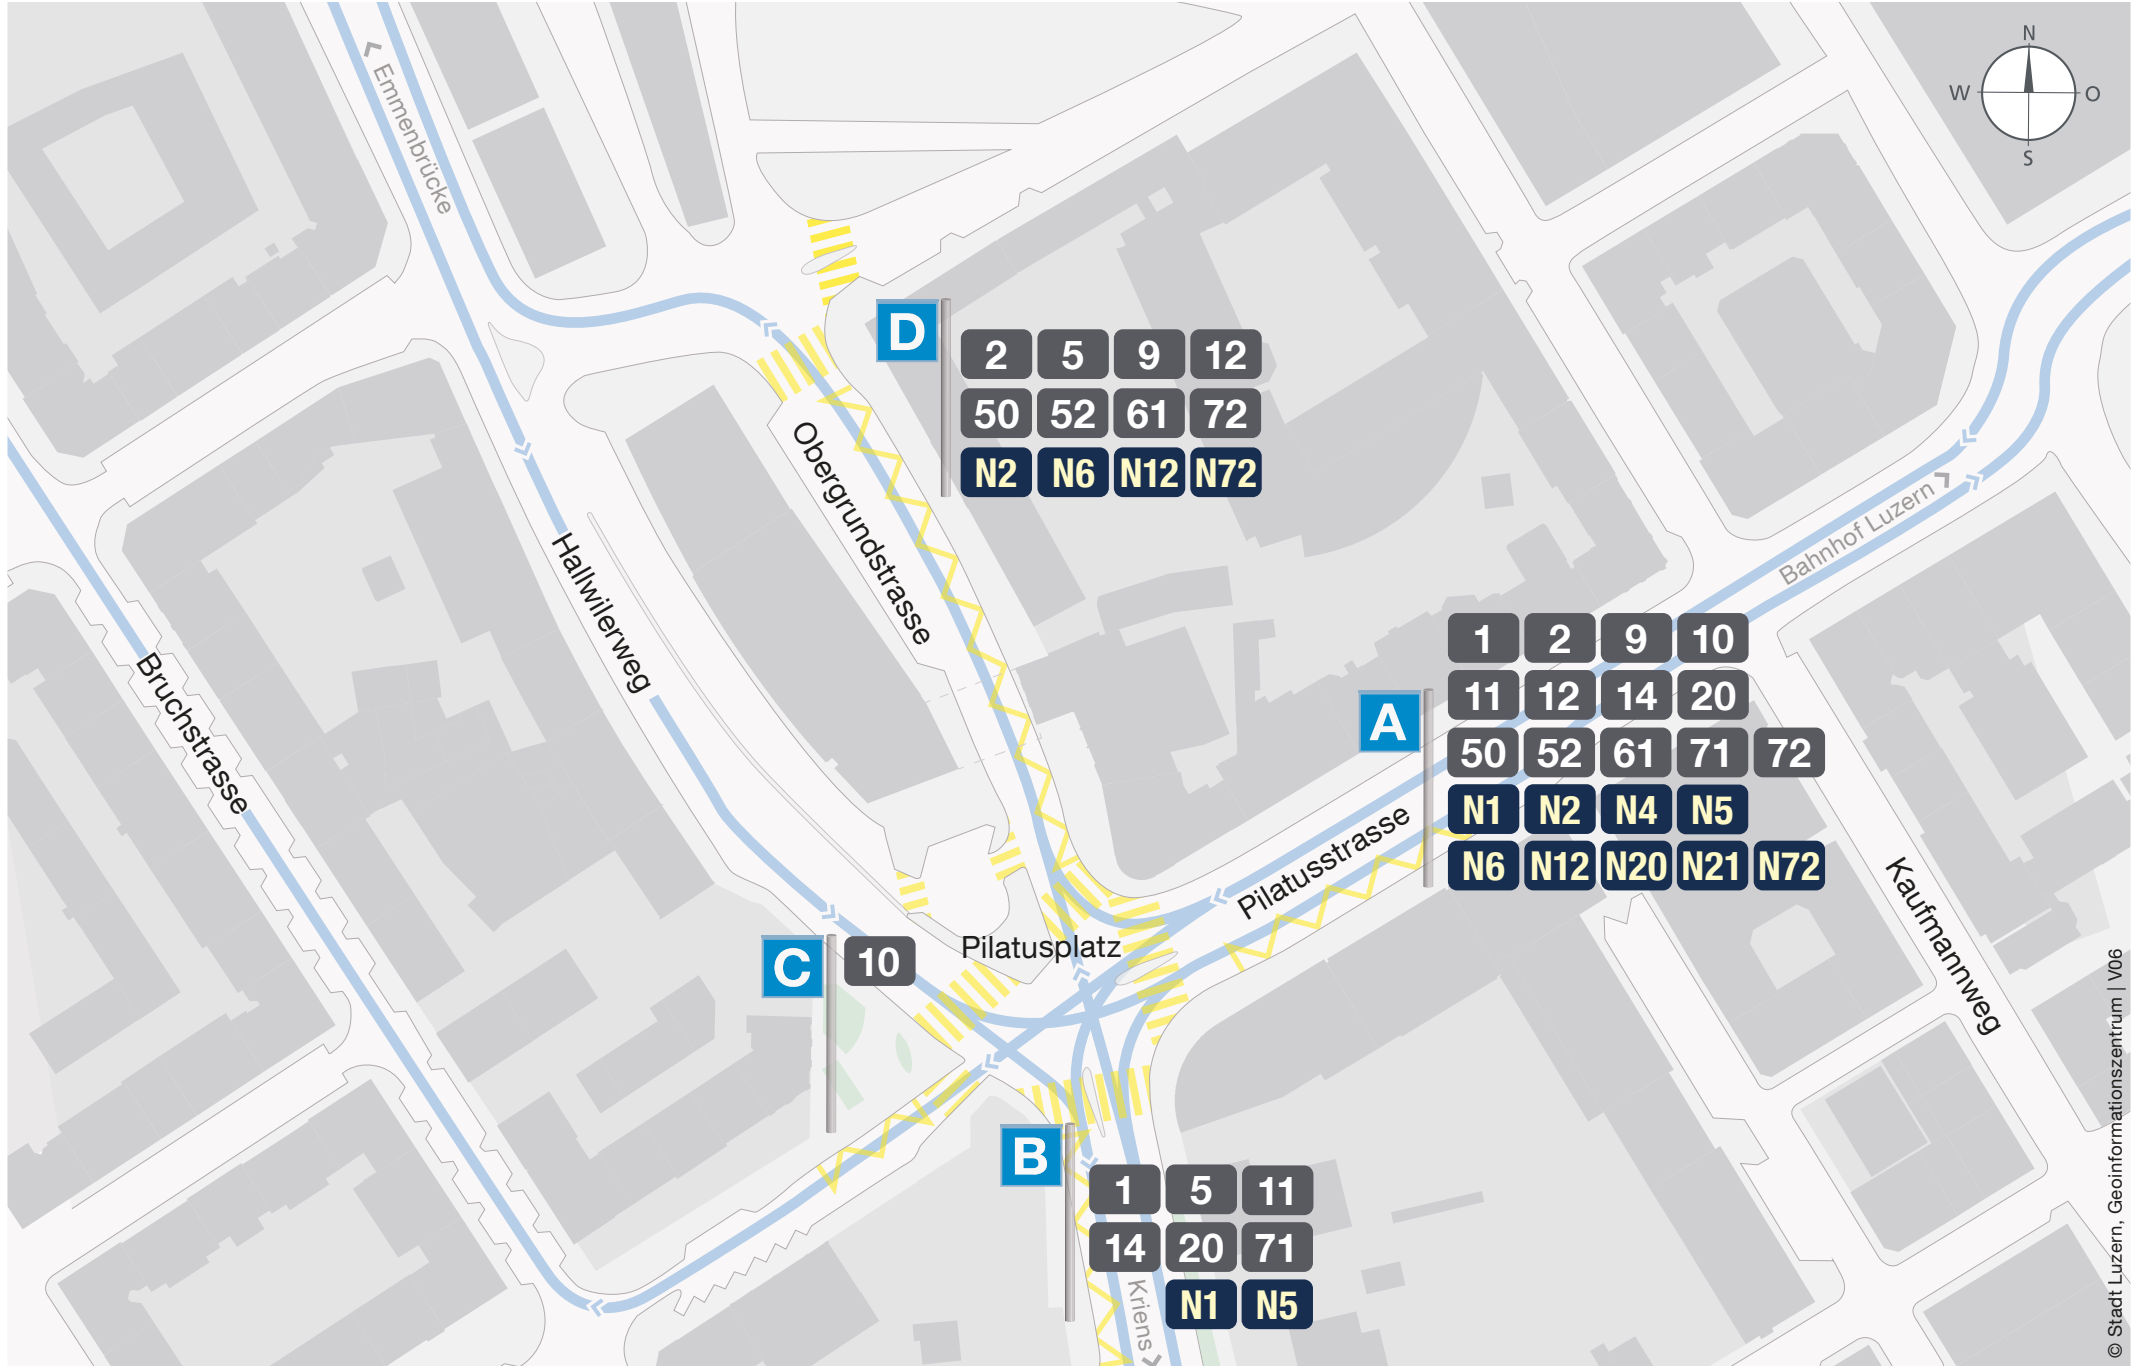 N
W O
S
Emmenbrücke
D
2 5 9 12
50 52 61 72
N2 N6 N12 N72
Obergrundstrasse
Hallwilerweg
Bruchstrasse
Bahnhof Luzern
A
1 2 9 10
11 12 14 20
50 52 61 71 72
N1 N2 N4 N5
N6 N12 N20 N21 N72
Pilatusstrasse
Kaufmannweg
Pilatusplatz
C
10
B
1 5 11
14 20 71
N1 N5
Kriens
© Stadt Luzern, Geoinformationszentrum | V06